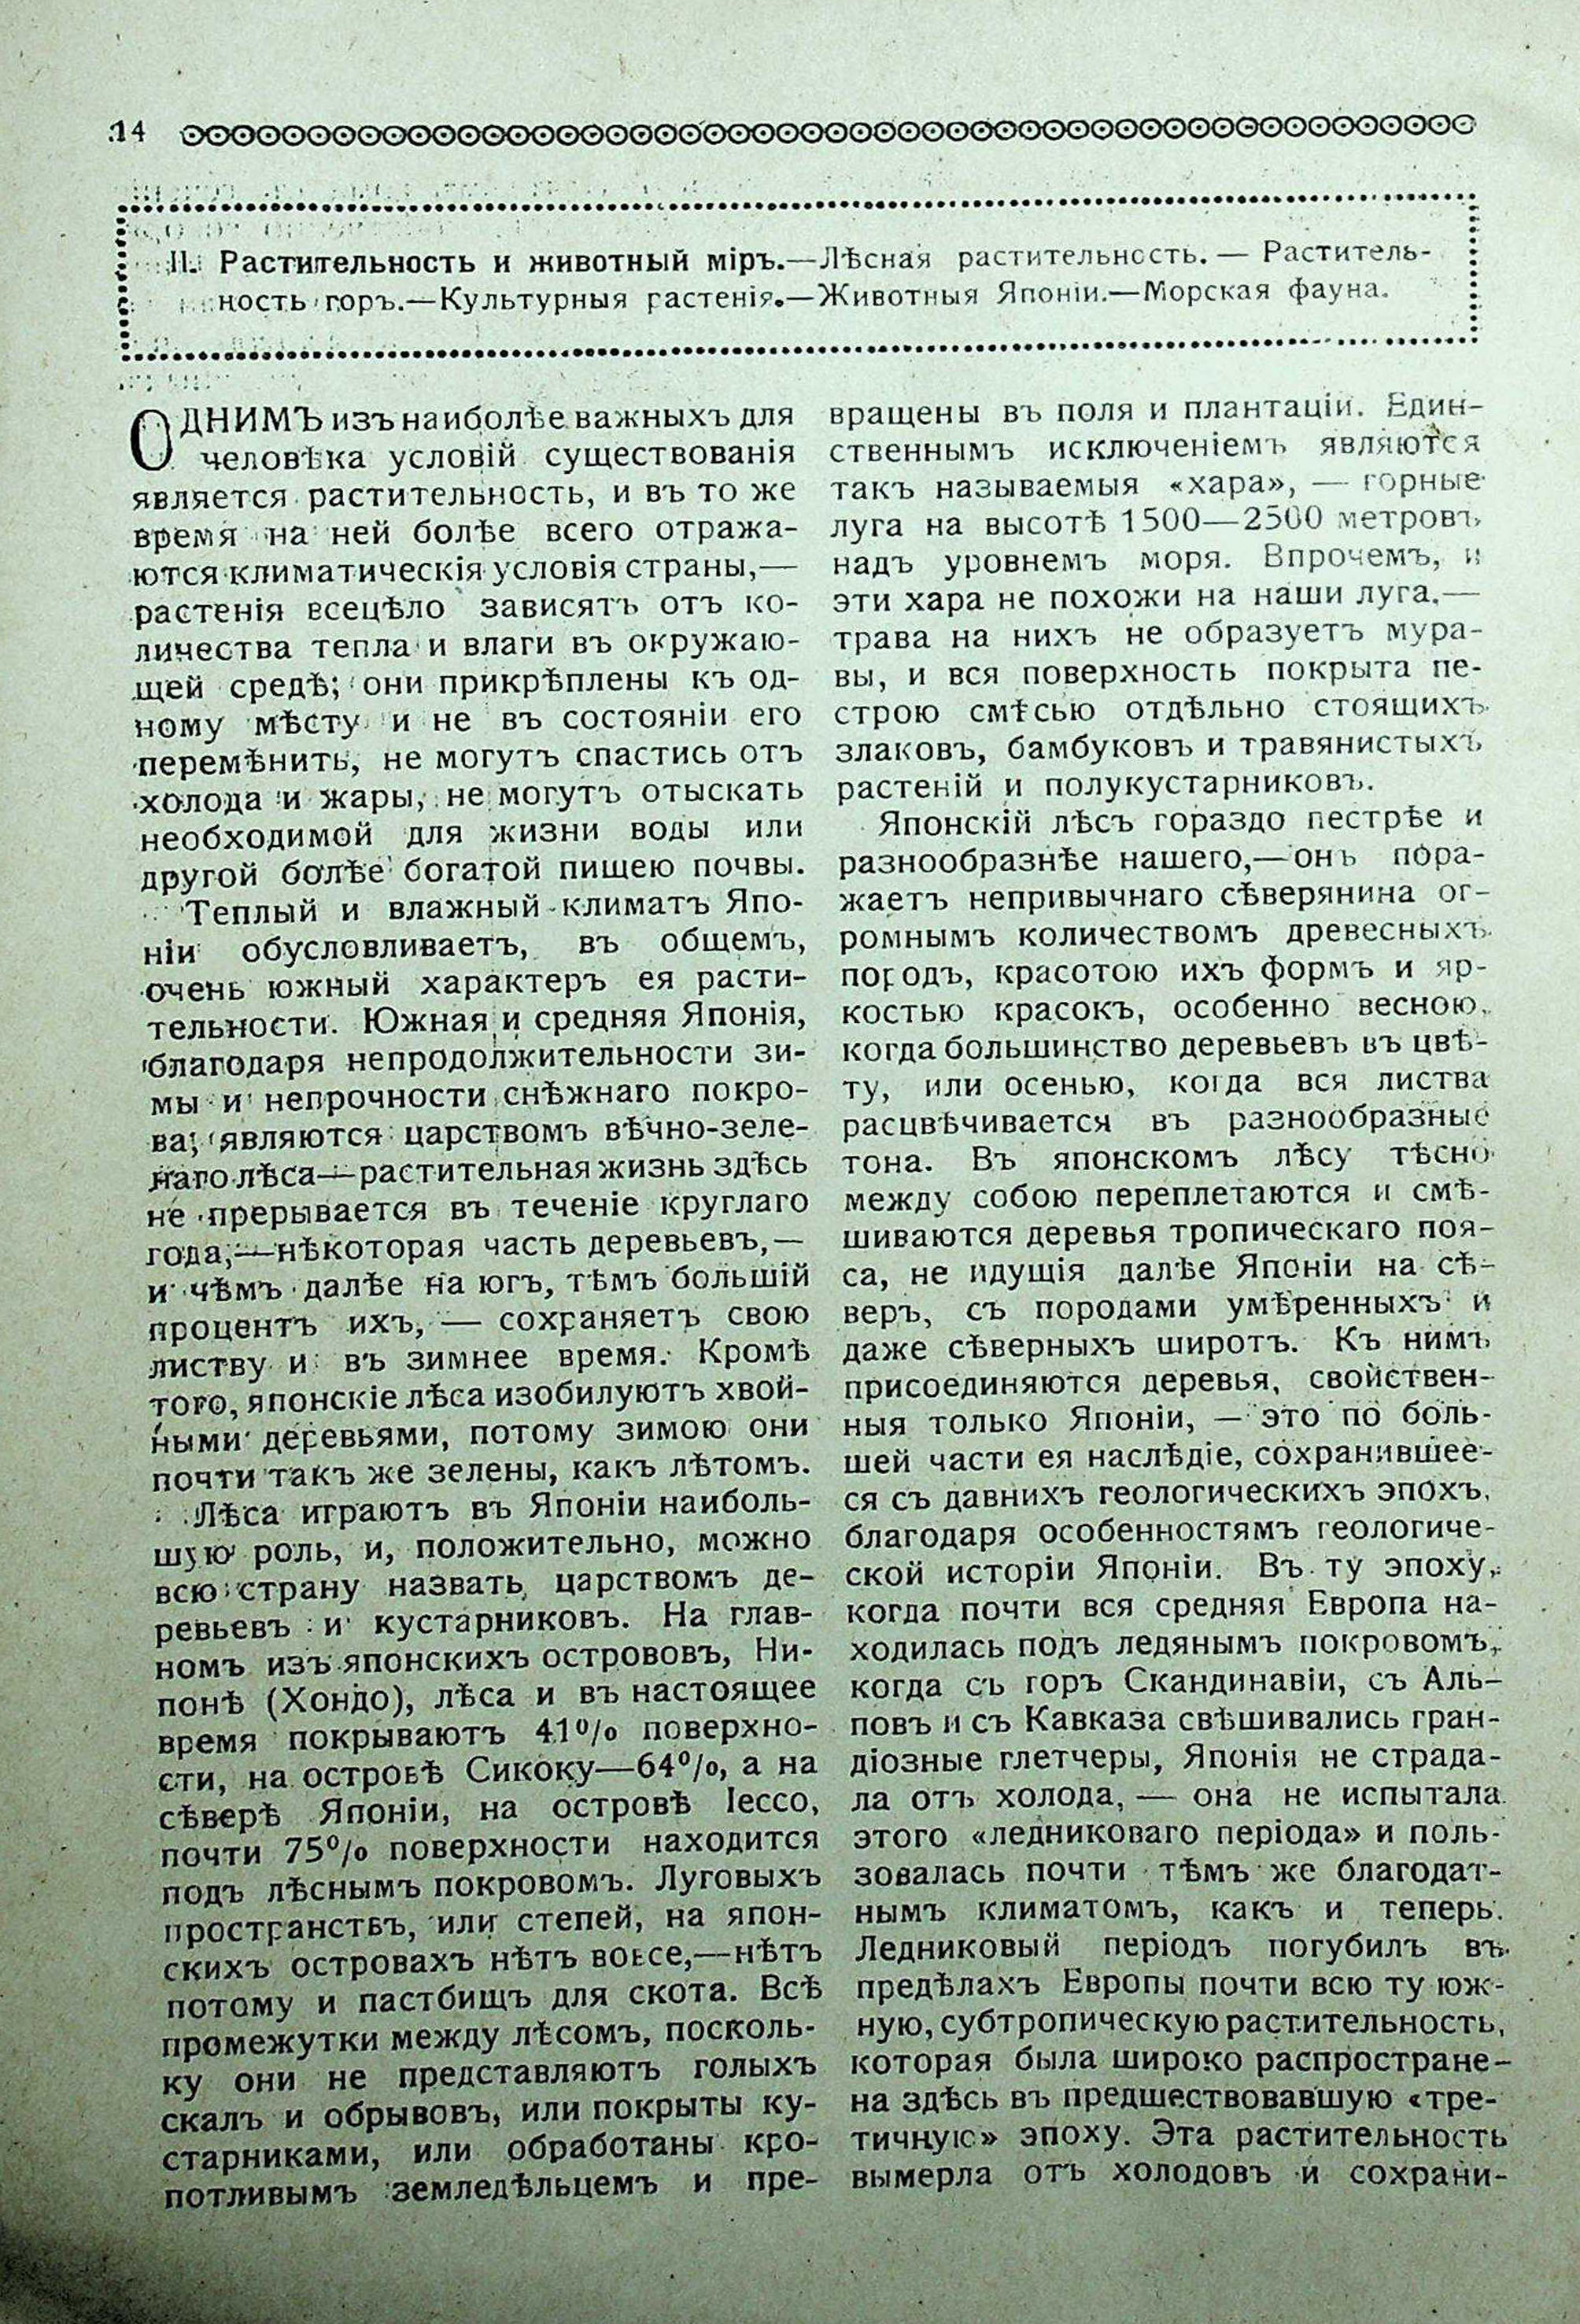 14
II. Растительность и животный міръ.—Лѣсная растительность. — Раститель-
ность горъ.—Культурныя растенія.—Животныя Японіи.—Морская фауна.
ОДНИМЪ изъ наиболѣе важныхъ для
человѣка условій существованія
является растительность, и въ то же
время на ней болѣе всего отража-
ются климатическія условія страны,—
растенія всецѣло зависятъ отъ ко-
личества тепла и влаги въ окружаю-
щей средѣ; они прикрѣплены къ од-
ному мѣсту и не въ состояніи его
перемѣнить, не могутъ спастись отъ
холода и жары, не могутъ отыскать
необходимой для жизни воды или
другой болѣе богатой пищею почвы.
Теплый и влажный климатъ Япо-
ніи обусловливаетъ, въ общемъ,
очень южный характеръ ея расти-
тельности. Южная и средняя Японія,
благодаря непродолжительности зи-
мы и непрочности снѣжнаго покро-
ва, являются царствомъ вѣчно-зеле-
наго лѣса—растительная жизнь здѣсь
не прерывается въ теченіе круглаго
года,—нѣкоторая часть деревьевъ,—
и чѣмъ далѣе на югъ, тѣмъ большій
процентъ ихъ, — сохраняетъ свою
листву и въ зимнее время. Кромѣ
того, японскіе лѣса изобилуютъ хвой-
ными деревьями, потому зимою они
почти такъ же зелены, какъ лѣтомъ.
Лѣса играютъ въ Японіи наиболь-
шую роль, и, положительно, можно
всю страну назвать царствомъ де-
ревьевъ и кустарниковъ. На глав-
номъ изъ японскихъ острововъ, Ни-
понѣ (Хондо), лѣса и въ настоящее
время покрываютъ 41% поверхно-
сти, на островѣ Сикоку—64%, а на
сѣверѣ Японіи, на островѣ Іессо,
почти 75% поверхности находится
подъ лѣснымъ покровомъ. Луговыхъ
пространствъ, или степей, на япон-
скихъ островахъ нѣтъ вовсе,—нѣтъ
потому и пастбищъ для скота. Всѣ
промежутки между лѣсомъ, посколь-
ку они не представляютъ голыхъ
скалъ и обрывовъ, или покрыты ку-
старниками, или обработаны кро-
потливымъ земледѣльцемъ и пре-
вращены въ поля и плантаціи. Един-
ственнымъ исключеніемъ являются
такъ называемыя «хара», — горные
луга на высотѣ 1500—2500 метровъ
надъ уровнемъ моря. Впрочемъ, и
эти хара не похожи на наши луга,—
трава на нихъ не образуетъ мура-
вы, и вся поверхность покрыта пе-
строю смѣсью отдѣльно стоящихъ
злаковъ, бамбуковъ и травянистыхъ
растеній и полукустарниковъ.
Японскій лѣсъ гораздо пестрѣе и
разнообразнѣе нашего,—онъ пора-
жаетъ непривычнаго сѣверянина ог-
ромнымъ количествомъ древесныхъ
породъ, красотою ихъ формъ и яр-
костью красокъ, особенно весною,
когда большинство деревьевъ въ цвѣ-
ту, или осенью, когда вся листва
расцвѣчивается въ разнообразные
тона. Въ японскомъ лѣсу тѣсно
между собою переплетаются и смѣ-
шиваются деревья тропическаго поя-
са, не идущія далѣе Японіи на сѣ-
веръ, съ породами умѣренныхъ и
даже сѣверныхъ широтъ. Къ нимъ
присоединяются деревья, свойствен-
ныя только Японіи, — это по боль-
шей части ея наслѣдіе, сохранившее-
ся съ давнихъ геологическихъ эпохъ,
благодаря особенностямъ геологиче-
ской исторіи Японіи. Въ ту эпоху,
когда почти вся средняя Европа на-
ходилась подъ ледянымъ покровомъ,
когда съ горъ Скандинавіи, съ Аль-
повъ и съ Кавказа свѣшивались гран-
діозные глетчеры, Японія не страда-
ла отъ холода, — она не испытала
этого «ледниковаго періода» и поль-
зовалась почти тѣмъ же благодат-
нымъ климатомъ, какъ и теперь.
Ледниковый періодъ погубилъ въ
предѣлахъ Европы почти всю ту юж-
ную, субтропическую растительность,
которая была широко распростране-
на здѣсь въ предшествовавшую «тре-
тичную» эпоху. Эта растительность
вымерла отъ холодовъ и сохрани-